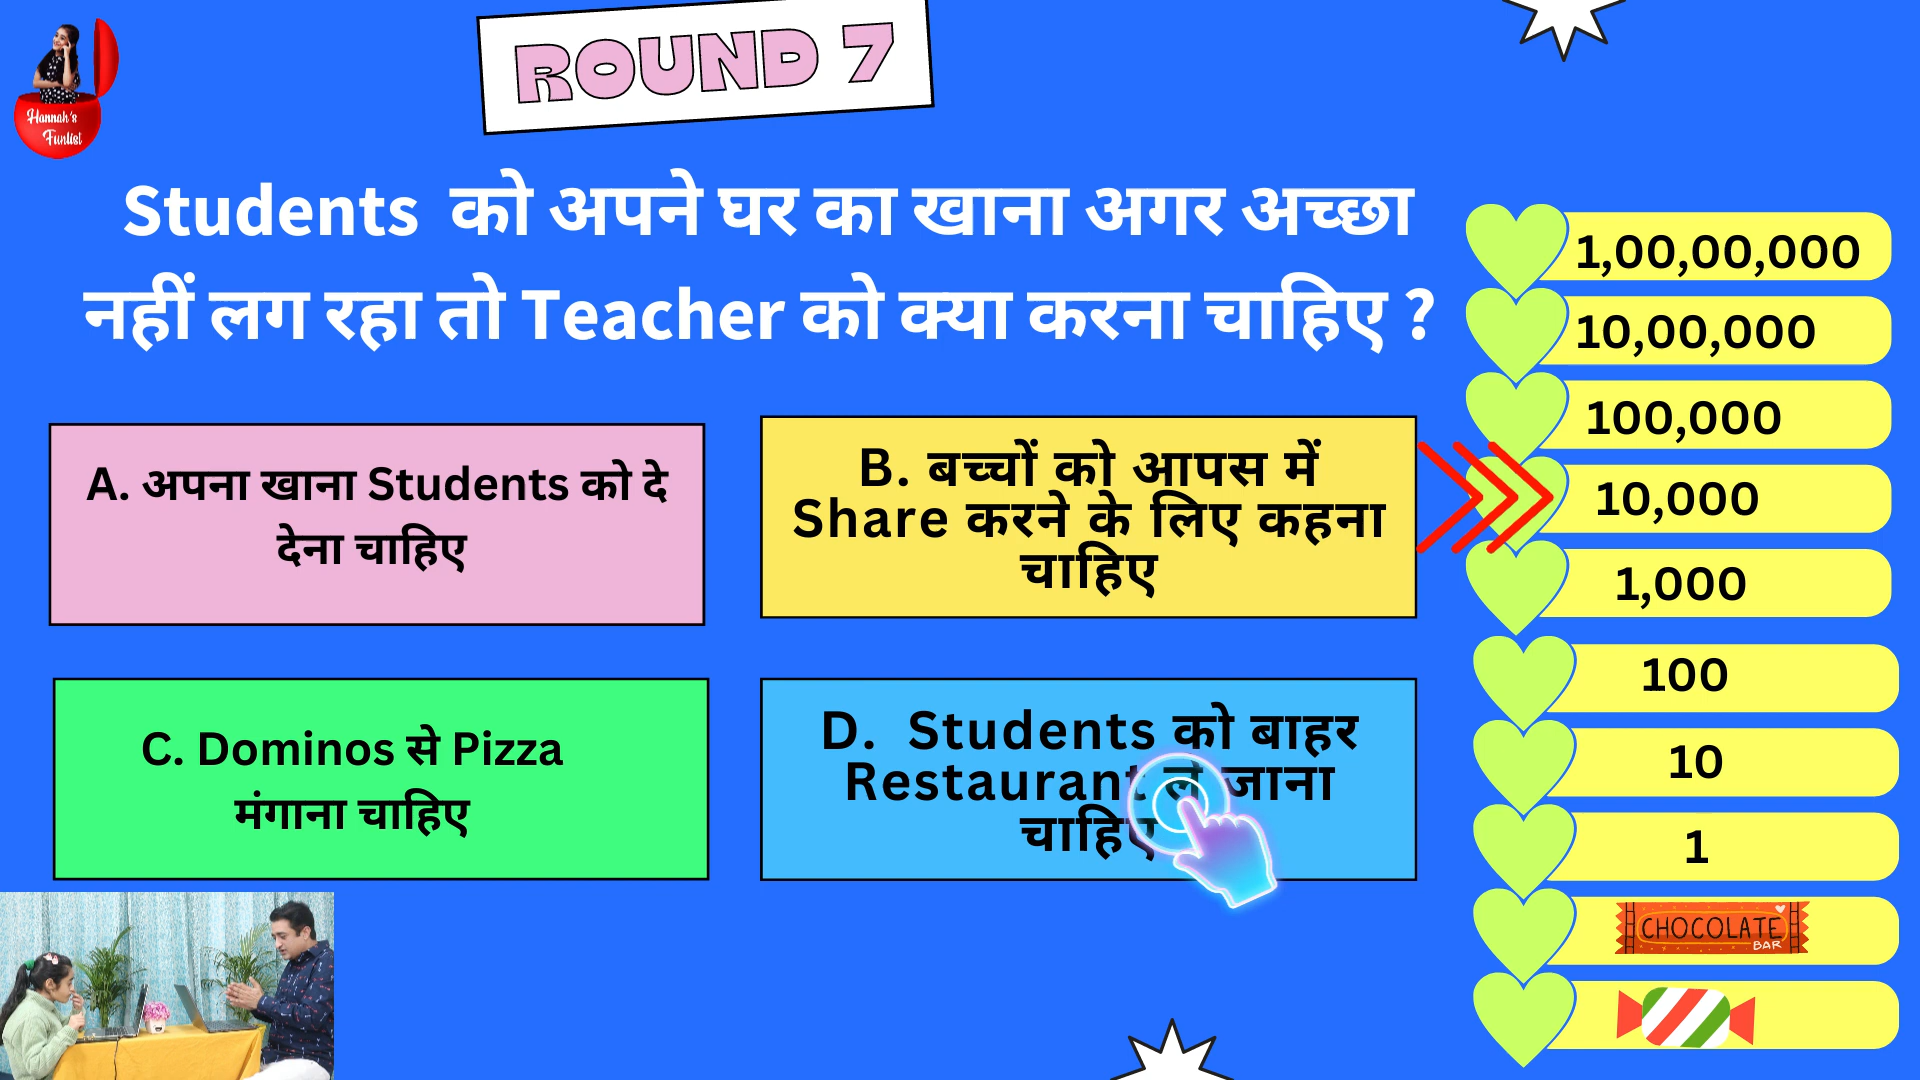 Hannah's
Funlist
ROUND 7
Students को अपने घर का खाना अगर अच्छा
नहीं लग रहा तो Teacher को क्या करना चाहिए ?
A. अपना खाना Students को दे
देना चाहिए
B. बच्चों को आपस में
Share करने के लिए कहना
चाहिए
C. Dominos से Pizza
मंगाना चाहिए
D. Students को बाहर
Restaurant ले जाना
चाहिए
1,00,00,000
10,00,000
100,000
10,000
1,000
100
10
1
CHOCOLATE
BAR